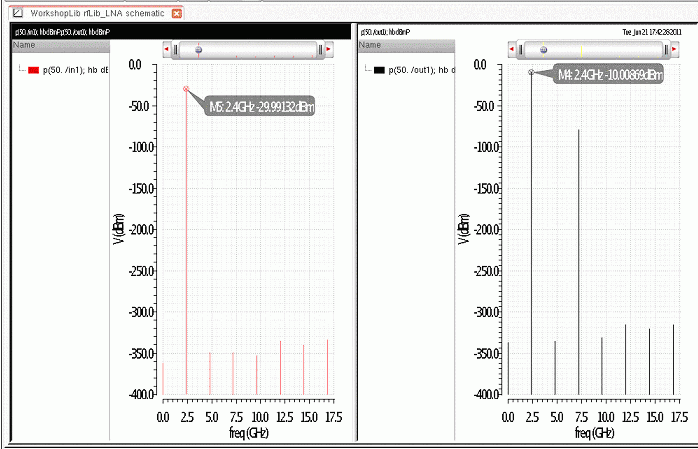 WorkshopLib rfLib_LNA schematic
p(50. /in1); hb dBmp(50. /out1); hb dBmP
Name
p(50. /in1); hb dE
M5: 2.4GHz -29.99132dBm
0.0
-50.0
-100.0
-150.0
-200.0
-250.0
-300.0
-350.0
-400.0
V (dBm)
0.0 2.5 5.0 7.5 10.0 12.5 15.0 17.5
freq (GHz)
p(50. /out1); hb dBmP
Tue Jun 21 17:42:26 2011
Name
p(50. /out1); hb d
M4: 2.4GHz -10.00869dBm
0.0
-50.0
-100.0
-150.0
-200.0
-250.0
-300.0
-350.0
-400.0
V (dBm)
0.0 2.5 5.0 7.5 10.0 12.5 15.0 17.5
freq (GHz)